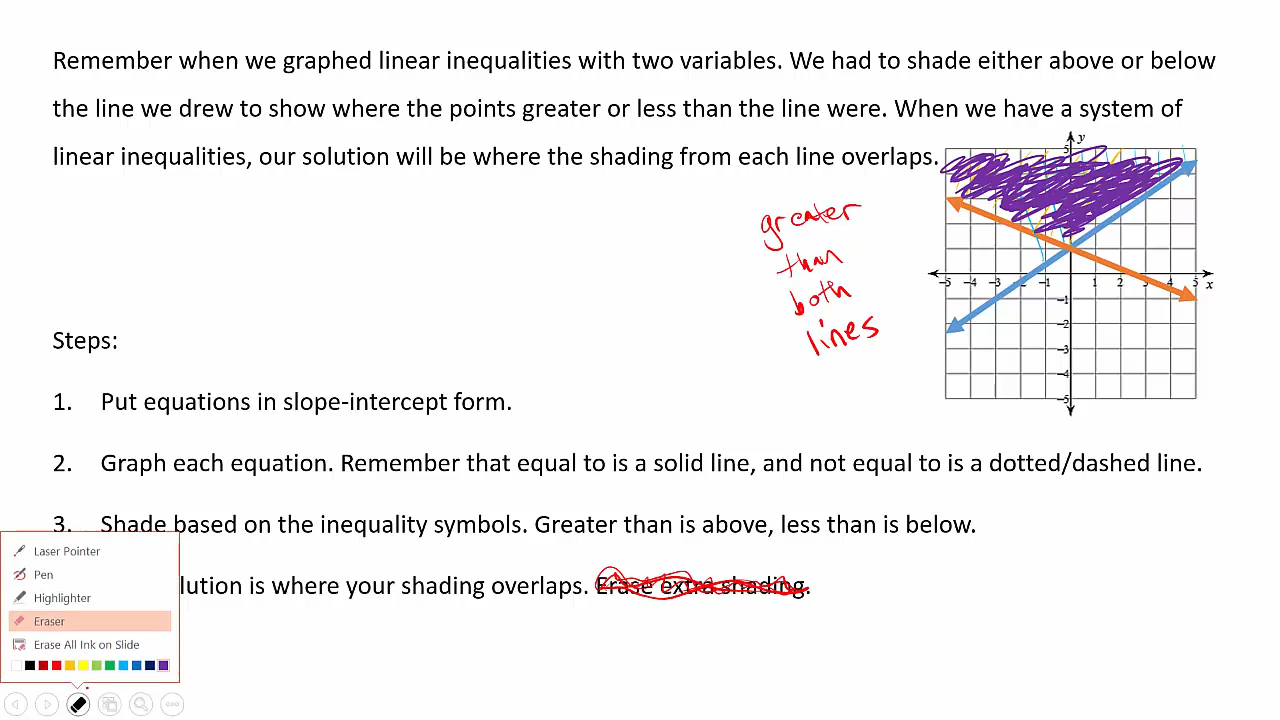 Remember when we graphed linear inequalities with two variables. We had to shade either above or below
the line we drew to show where the points greater or less than the line were. When we have a system of
linear inequalities, our solution will be where the shading from each line overlaps.
y
5
greater
than
both
lines
-5 -4 -3 -2 -1 1 2 3 4 5 x
-1
-2
-3
-4
-5
Steps:
1. Put equations in slope-intercept form.
2. Graph each equation. Remember that equal to is a solid line, and not equal to is a dotted/dashed line.
3. Shade based on the inequality symbols. Greater than is above, less than is below.
lution is where your shading overlaps. Erase extra shading.
Laser Pointer
Pen
Highlighter
Eraser
Erase All Ink on Slide